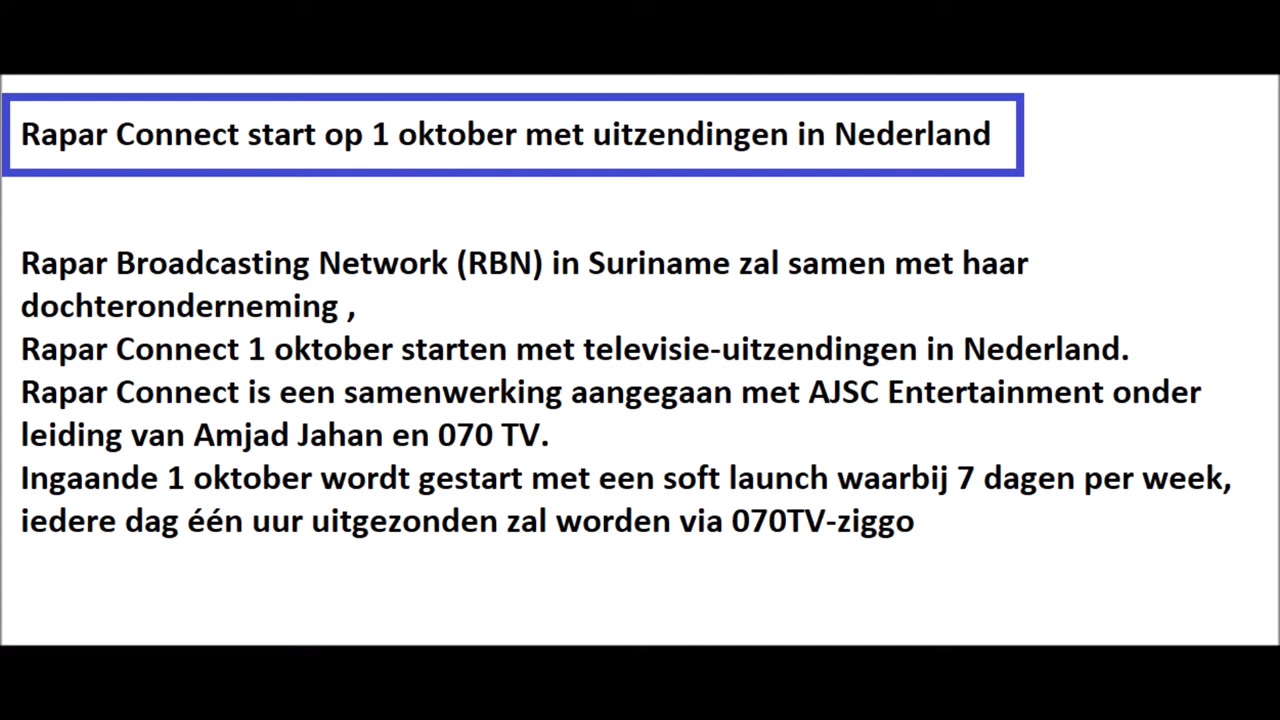 Rapar Connect start op 1 oktober met uitzendingen in Nederland
Rapar Broadcasting Network (RBN) in Suriname zal samen met haar
dochteronderneming ,
Rapar Connect 1 oktober starten met televisie-uitzendingen in Nederland.
Rapar Connect is een samenwerking aangegaan met AJSC Entertainment onder
leiding van Amjad Jahan en 070 TV.
Ingaande 1 oktober wordt gestart met een soft launch waarbij 7 dagen per week,
iedere dag één uur uitgezonden zal worden via 070TV-ziggo